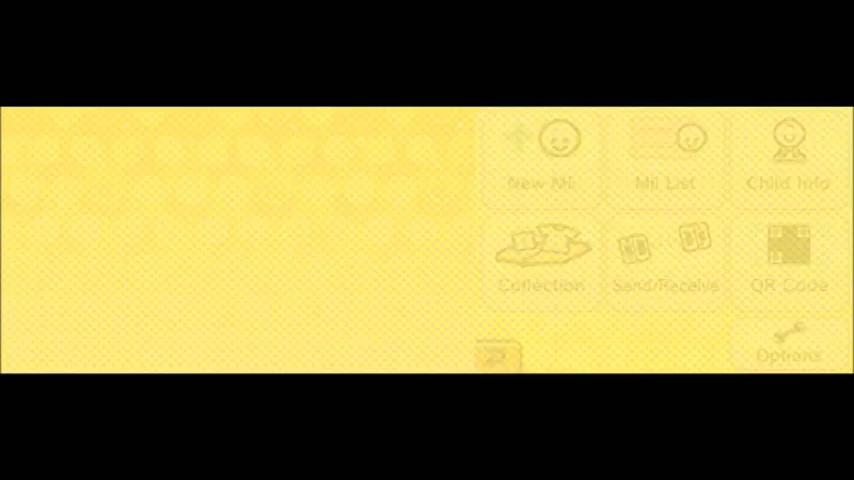 New Mii
Mii List
Child Info
Collection
Send/Receive
QR Code
Options